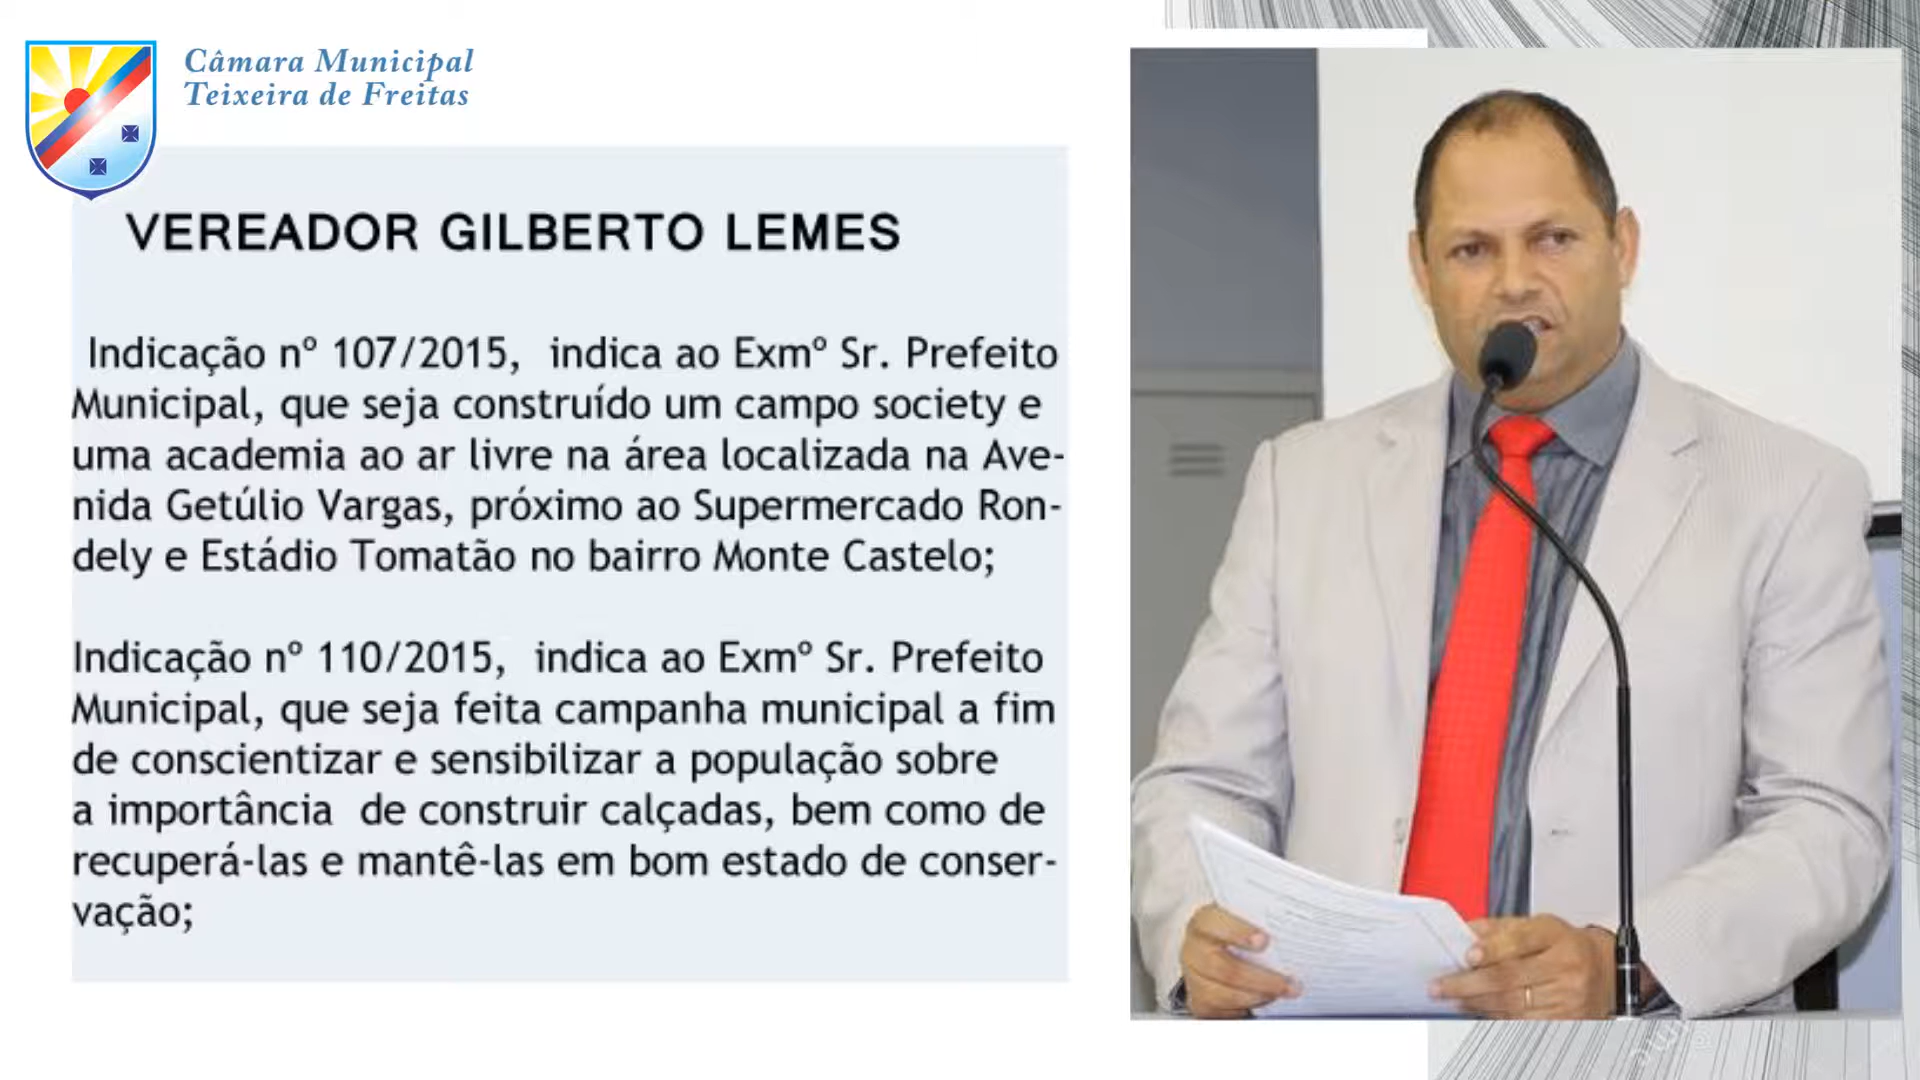 Câmara Municipal
Teixeira de Freitas
VEREADOR GILBERTO LEMES
Indicação nº 107/2015, indica ao Exmº Sr. Prefeito
Municipal, que seja construído um campo society e
uma academia ao ar livre na área localizada na Ave-
nida Getúlio Vargas, próximo ao Supermercado Ron-
dely e Estádio Tomatão no bairro Monte Castelo;
Indicação nº 110/2015, indica ao Exmº Sr. Prefeito
Municipal, que seja feita campanha municipal a fim
de conscientizar e sensibilizar a população sobre
a importância de construir calçadas, bem como de
recuperá-las e mantê-las em bom estado de conser-
vação;